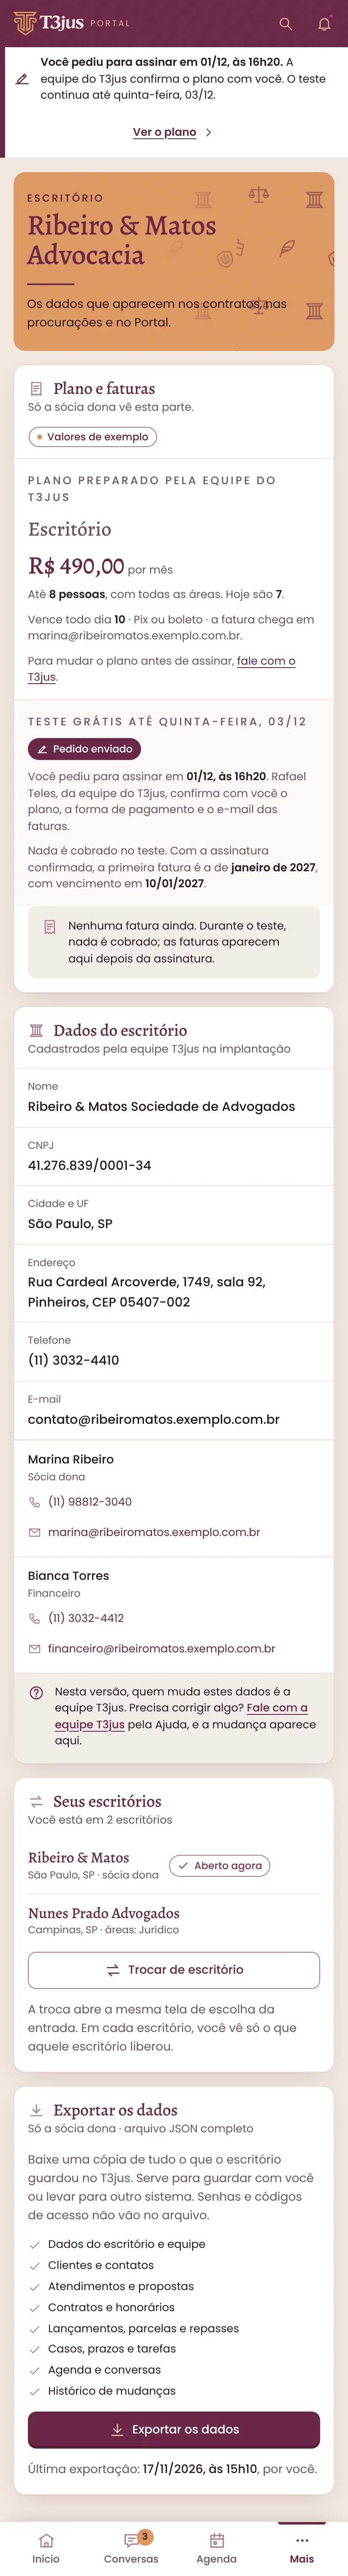 T3jus PORTAL
Você pediu para assinar em 01/12, às 16h20. A
equipe do T3jus confirma o plano com você. O teste
continua até quinta-feira, 03/12.
Ver o plano
ESCRITÓRIO
Ribeiro & Matos
Advocacia
Os dados que aparecem nos contratos, nas
procurações e no Portal.
Plano e faturas
Só a sócia dona vê esta parte.
Valores de exemplo
PLANO PREPARADO PELA EQUIPE DO
T3JUS
Escritório
R$ 490,00 por mês
Até 8 pessoas, com todas as áreas. Hoje são 7.
Vence todo dia 10 · Pix ou boleto · a fatura chega em
marina@ribeiromatos.exemplo.com.br.
Para mudar o plano antes de assinar, fale com o
T3jus.
TESTE GRÁTIS ATÉ QUINTA-FEIRA, 03/12
Pedido enviado
Você pediu para assinar em 01/12, às 16h20. Rafael
Teles, da equipe do T3jus, confirma com você o
plano, a forma de pagamento e o e-mail das
faturas.
Nada é cobrado no teste. Com a assinatura
confirmada, a primeira fatura é a de janeiro de 2027,
com vencimento em 10/01/2027.
Nenhuma fatura ainda. Durante o teste,
nada é cobrado; as faturas aparecem
aqui depois da assinatura.
Dados do escritório
Cadastrados pela equipe T3jus na implantação
Nome
Ribeiro & Matos Sociedade de Advogados
CNPJ
41.276.839/0001-34
Cidade e UF
São Paulo, SP
Endereço
Rua Cardeal Arcoverde, 1749, sala 92,
Pinheiros, CEP 05407-002
Telefone
(11) 3032-4410
E-mail
contato@ribeiromatos.exemplo.com.br
Marina Ribeiro
Sócia dona
(11) 98812-3040
marina@ribeiromatos.exemplo.com.br
Bianca Torres
Financeiro
(11) 3032-4412
financeiro@ribeiromatos.exemplo.com.br
Nesta versão, quem muda estes dados é a
equipe T3jus. Precisa corrigir algo? Fale com a
equipe T3jus pela Ajuda, e a mudança aparece
aqui.
Seus escritórios
Você está em 2 escritórios
Ribeiro & Matos
São Paulo, SP · sócia dona
Aberto agora
Nunes Prado Advogados
Campinas, SP · áreas: Jurídico
Trocar de escritório
A troca abre a mesma tela de escolha da
entrada. Em cada escritório, você vê só o que
aquele escritório liberou.
Exportar os dados
Só a sócia dona · arquivo JSON completo
Baixe uma cópia de tudo o que o escritório
guardou no T3jus. Serve para guardar com você
ou levar para outro sistema. Senhas e códigos
de acesso não vão no arquivo.
Dados do escritório e equipe
Clientes e contatos
Atendimentos e propostas
Contratos e honorários
Lançamentos, parcelas e repasses
Casos, prazos e tarefas
Agenda e conversas
Histórico de mudanças
Exportar os dados
Última exportação: 17/11/2026, às 15h10, por você.
3
Início
Conversas
Agenda
Mais